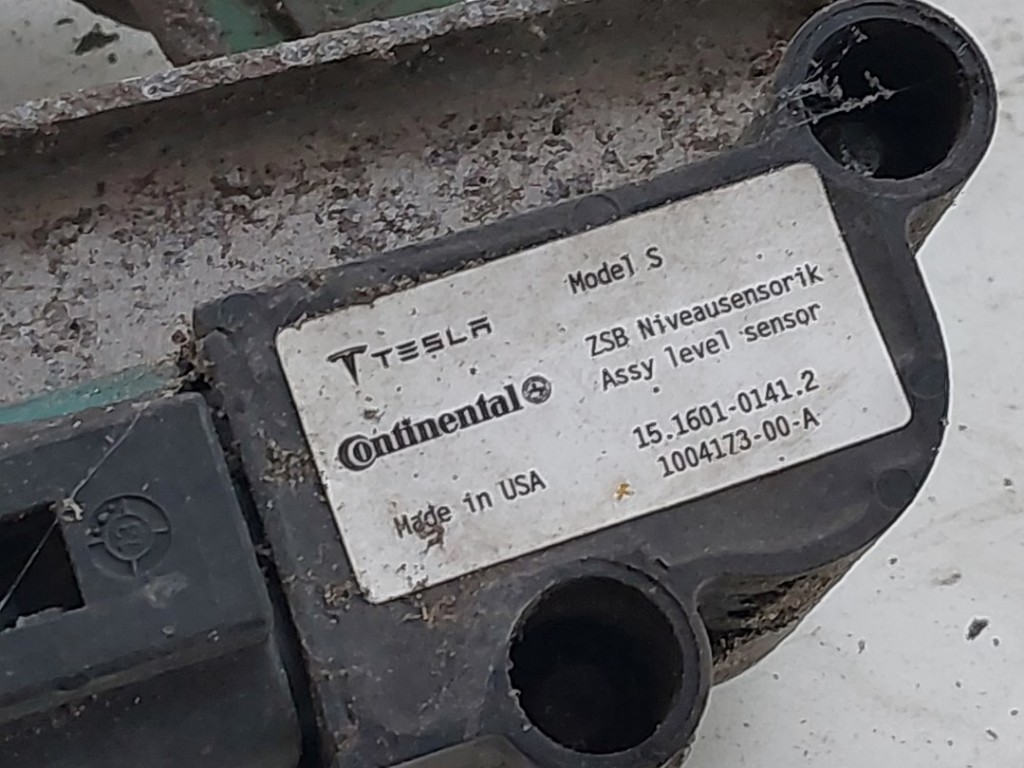 Model S
TESLA
ZSB Niveausensorik
Assy level sensor
Continental
15.1601-0141.2
1004173-00-A
Made in USA